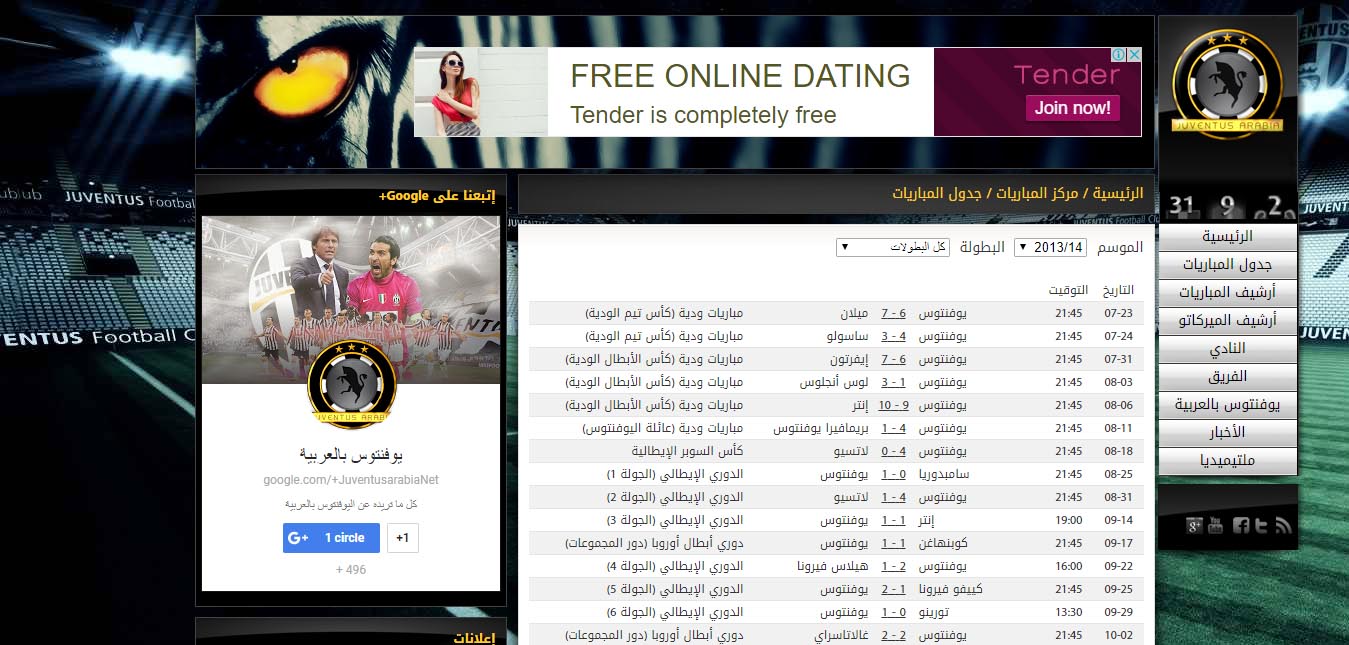 FREE ONLINE DATING
Tender is completely free
Tender
Join now!
JUVENTUS ARABIA
31 9 2
الرئيسية
جدول المباريات
أرشيف المباريات
أرشيف الميركاتو
النادي
الفريق
يوفنتوس بالعربية
الأخبار
ملتيميديا
الرئيسية / مركز المباريات / جدول المباريات
الموسم 2013/14 البطولة كل البطولات
التاريخ التوقيت
07-23 21:45 يوفنتوس 6 - 7 ميلان مباريات ودية (كأس تيم الودية)
07-24 21:45 يوفنتوس 4 - 3 ساسولو مباريات ودية (كأس تيم الودية)
07-31 21:45 يوفنتوس 6 - 7 إيفرتون مباريات ودية (كأس الأبطال الودية)
08-03 21:45 يوفنتوس 1 - 3 لوس أنجلوس مباريات ودية (كأس الأبطال الودية)
08-06 21:45 يوفنتوس 9 - 10 إنتر مباريات ودية (كأس الأبطال الودية)
08-11 21:45 يوفنتوس 4 - 1 بريمافيرا يوفنتوس مباريات ودية (عائلة اليوفنتوس)
08-18 21:45 يوفنتوس 4 - 0 لاتسيو كأس السوبر الإيطالية
08-25 21:45 سامبدوريا 0 - 1 يوفنتوس الدوري الإيطالي (الجولة 1)
08-31 21:45 يوفنتوس 4 - 1 لاتسيو الدوري الإيطالي (الجولة 2)
09-14 19:00 إنتر 1 - 1 يوفنتوس الدوري الإيطالي (الجولة 3)
09-17 21:45 كوبنهاغن 1 - 1 يوفنتوس دوري أبطال أوروبا (دور المجموعات)
09-22 16:00 يوفنتوس 2 - 1 هيلاس فيرونا الدوري الإيطالي (الجولة 4)
09-25 21:45 كييفو فيرونا 1 - 2 يوفنتوس الدوري الإيطالي (الجولة 5)
09-29 13:30 تورينو 0 - 1 يوفنتوس الدوري الإيطالي (الجولة 6)
10-02 21:45 يوفنتوس 2 - 2 غالاتاسراي دوري أبطال أوروبا (دور المجموعات)
إتبعنا على Google+
JUVENTUS ARABIA
يوفنتوس بالعربية
google.com/+JuventusarabiaNet
كل ما تريده عن اليوفنتوس بالعربية
G+ 1 circle +1
+ 496
إعلانات
JUVENTUS Football
JUVENTUS Football C